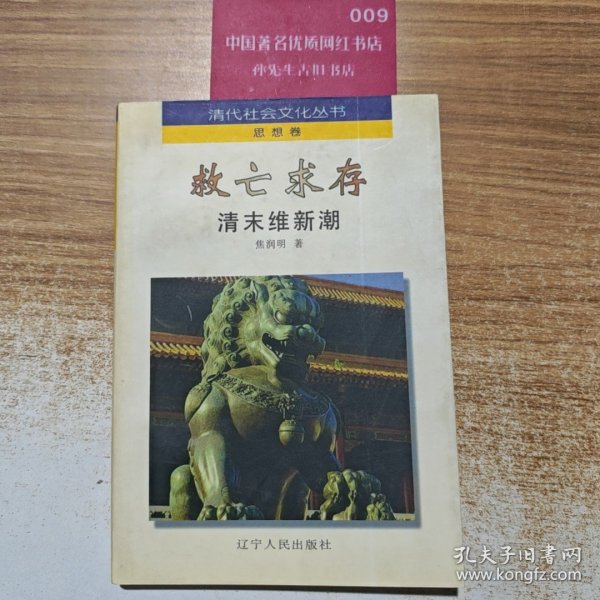 009
中国著名优质网红书店
孙先生古旧书店
清代社会文化丛书
思想卷
救亡求存
清末维新潮
焦润明 著
辽宁人民出版社
孔夫子旧书网
www.kongfz.com